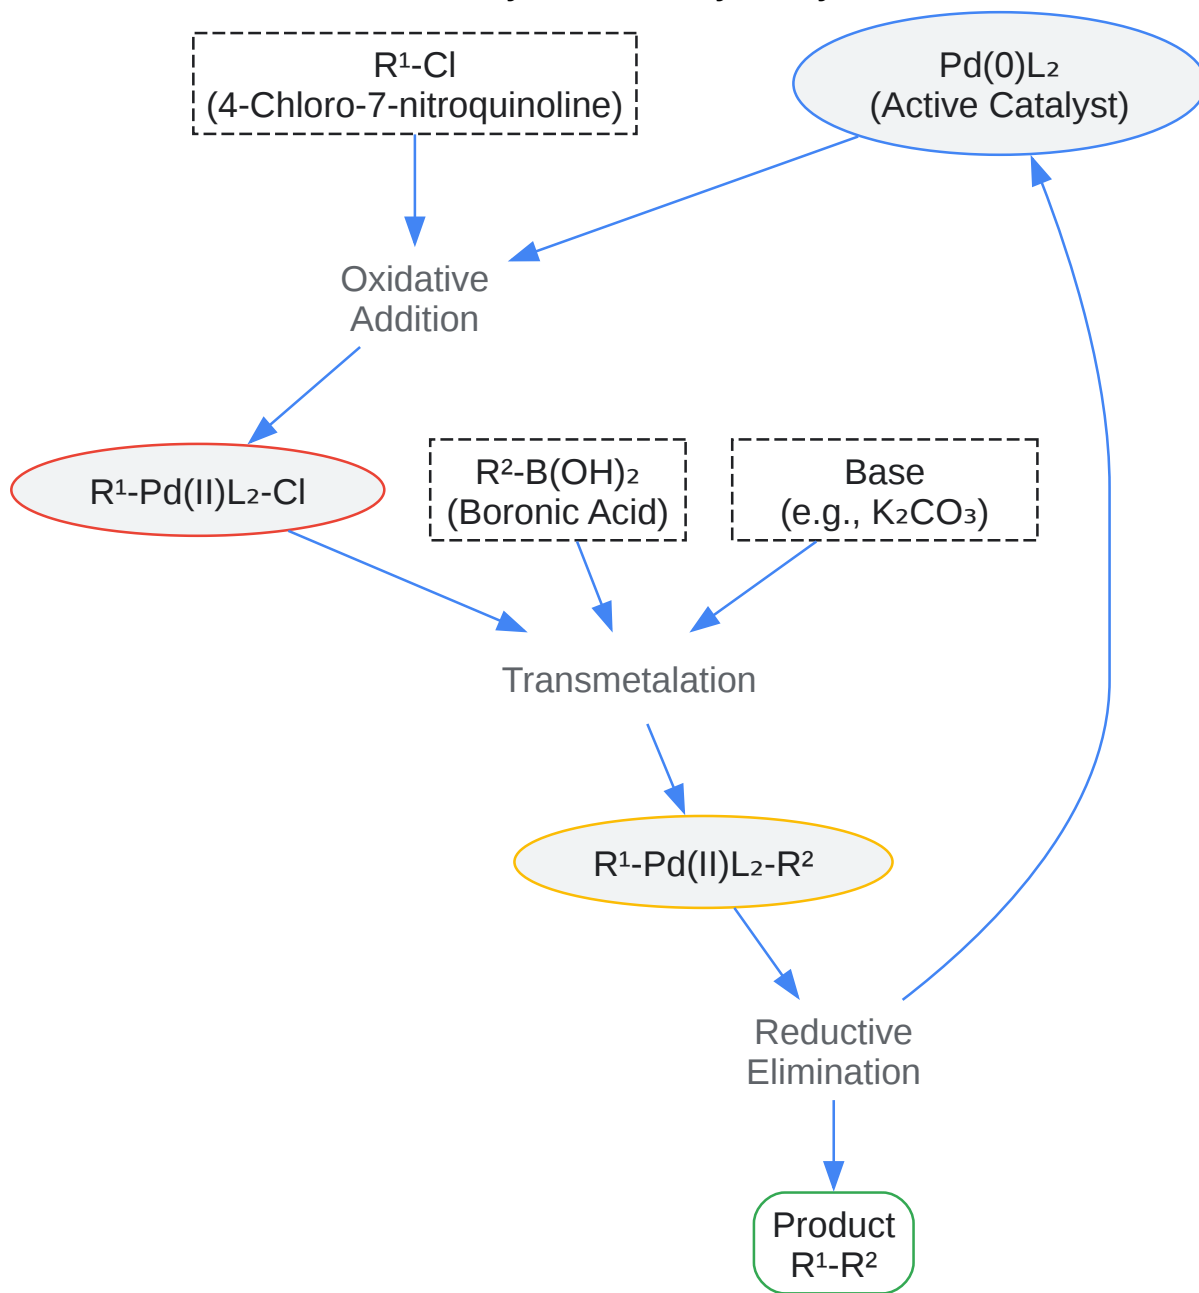 R¹-Cl
(4-Chloro-7-nitroquinoline)
Pd(0)L₂
(Active Catalyst)
Oxidative
Addition
R¹-Pd(II)L₂-Cl
R²-B(OH)₂
(Boronic Acid)
Base
(e.g., K₂CO₃)
Transmetalation
R¹-Pd(II)L₂-R²
Reductive
Elimination
Product
R¹-R²